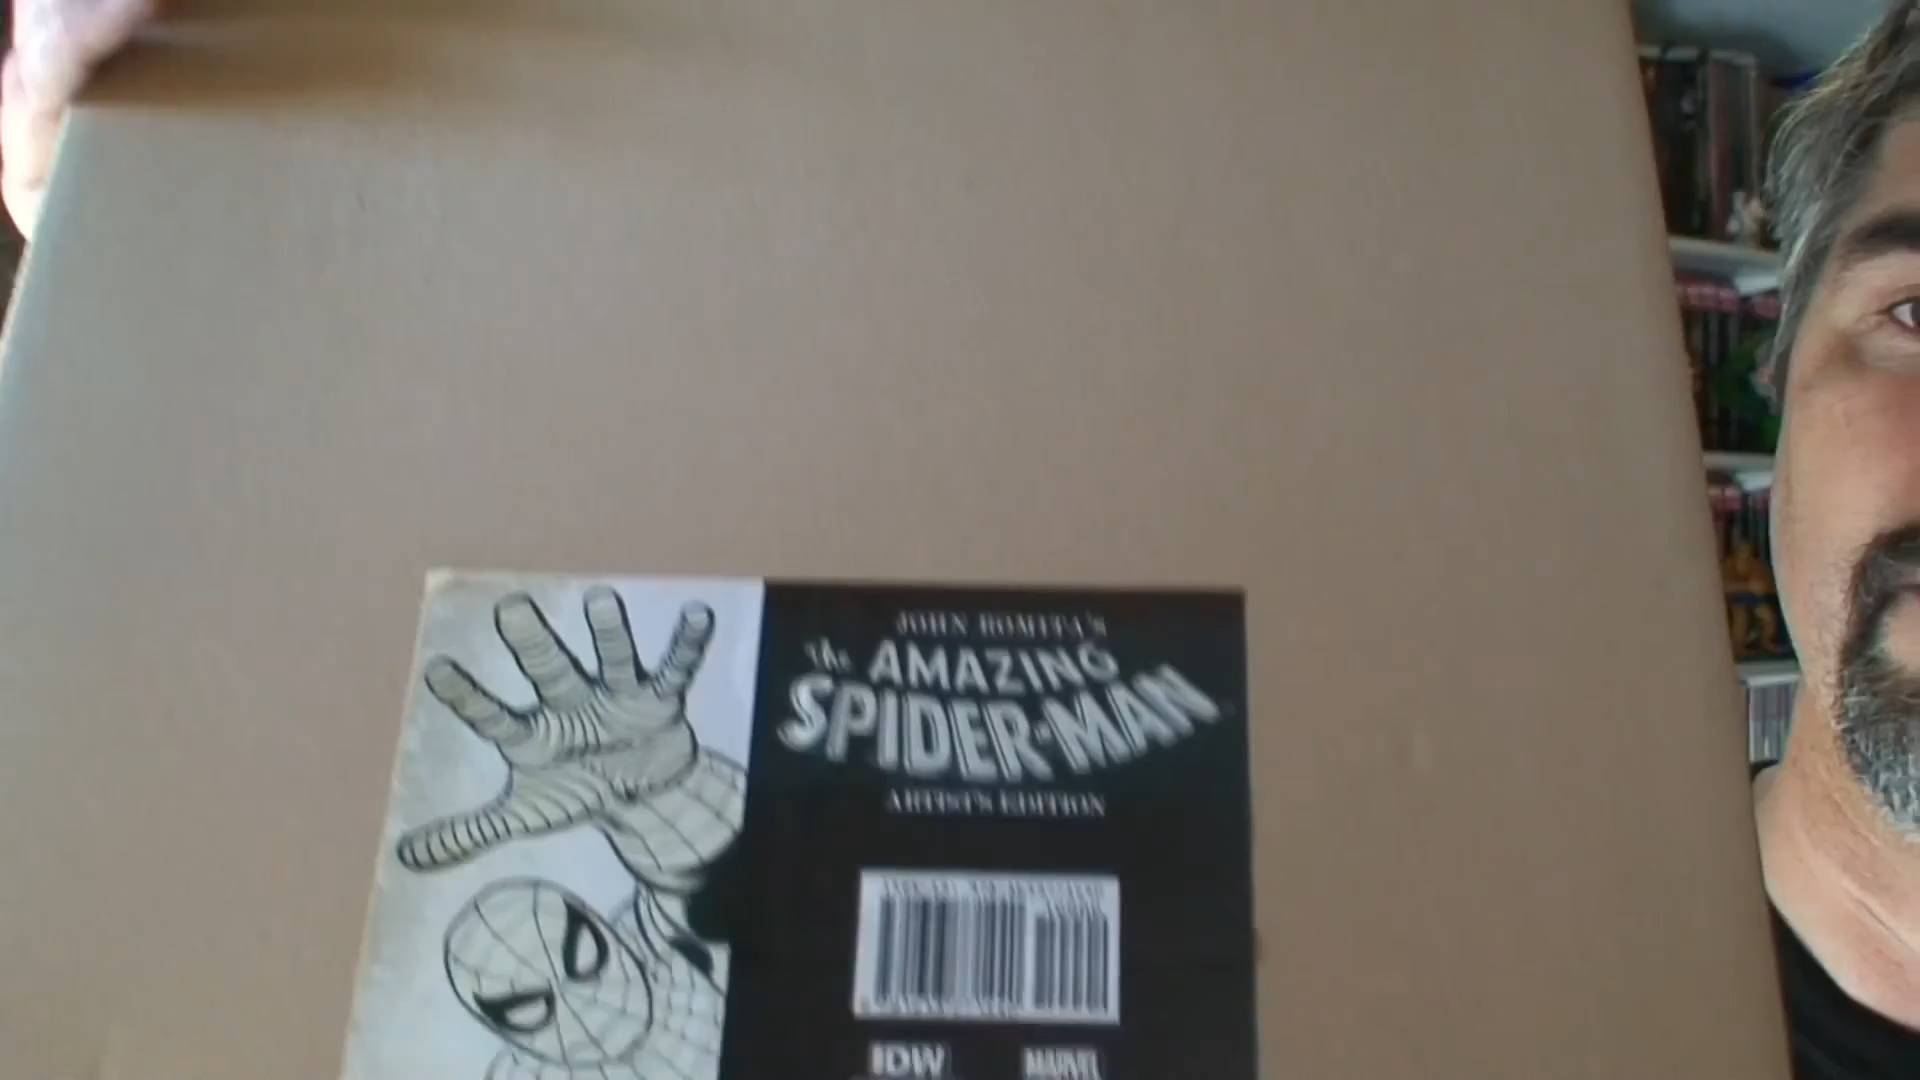 JOHN ROMITA'S
The AMAZING
SPIDER-MAN
ARTIST'S EDITION
IDW
MARVEL